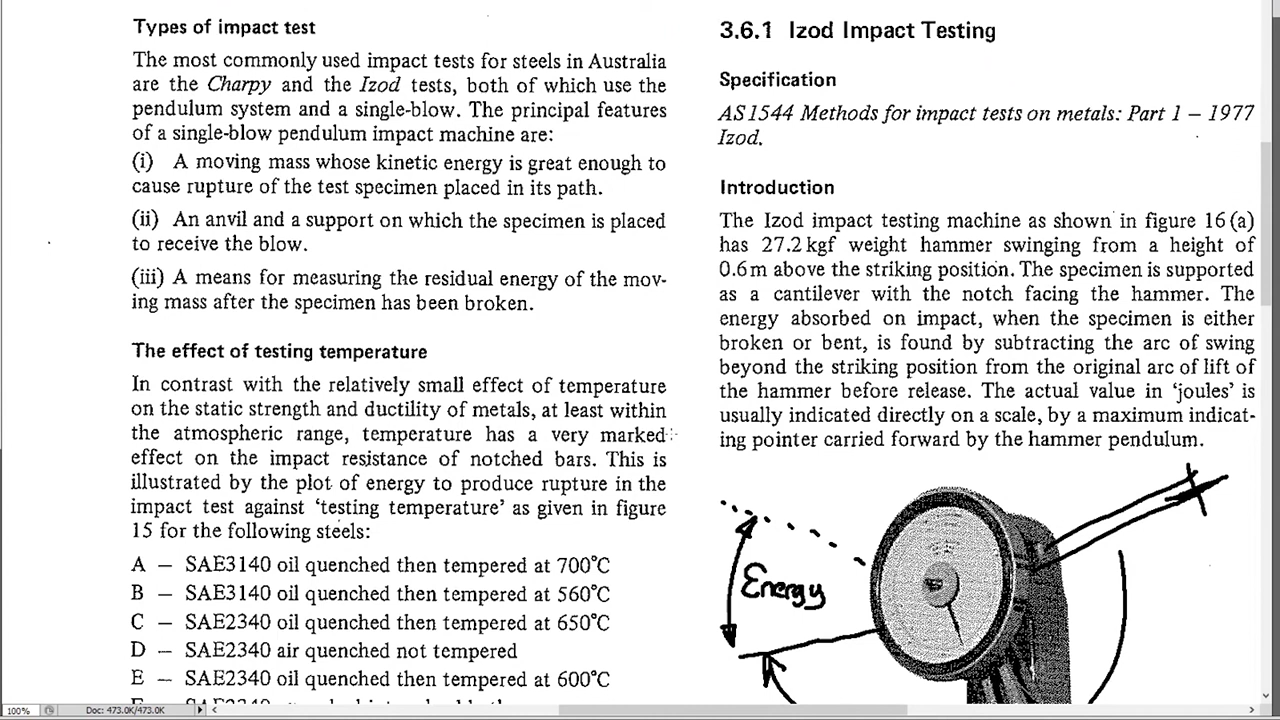 Types of impact test
The most commonly used impact tests for steels in Australia
are the Charpy and the Izod tests, both of which use the
pendulum system and a single-blow. The principal features
of a single-blow pendulum impact machine are:
(i) A moving mass whose kinetic energy is great enough to
cause rupture of the test specimen placed in its path.
(ii) An anvil and a support on which the specimen is placed
to receive the blow.
(iii) A means for measuring the residual energy of the mov-
ing mass after the specimen has been broken.
The effect of testing temperature
In contrast with the relatively small effect of temperature
on the static strength and ductility of metals, at least within
the atmospheric range, temperature has a very marked
effect on the impact resistance of notched bars. This is
illustrated by the plot of energy to produce rupture in the
impact test against ‘testing temperature’ as given in figure
15 for the following steels:
A – SAE3140 oil quenched then tempered at 700°C
B – SAE3140 oil quenched then tempered at 560°C
C – SAE2340 oil quenched then tempered at 650°C
D – SAE2340 air quenched not tempered
E – SAE2340 oil quenched then tempered at 600°C
3.6.1 Izod Impact Testing
Specification
AS1544 Methods for impact tests on metals: Part 1 – 1977
Izod.
Introduction
The Izod impact testing machine as shown in figure 16(a)
has 27.2 kgf weight hammer swinging from a height of
0.6m above the striking position. The specimen is supported
as a cantilever with the notch facing the hammer. The
energy absorbed on impact, when the specimen is either
broken or bent, is found by subtracting the arc of swing
beyond the striking position from the original arc of lift of
the hammer before release. The actual value in ‘joules’ is
usually indicated directly on a scale, by a maximum indicat-
ing pointer carried forward by the hammer pendulum.
Energy
100%
Doc: 473.0K/473.0K